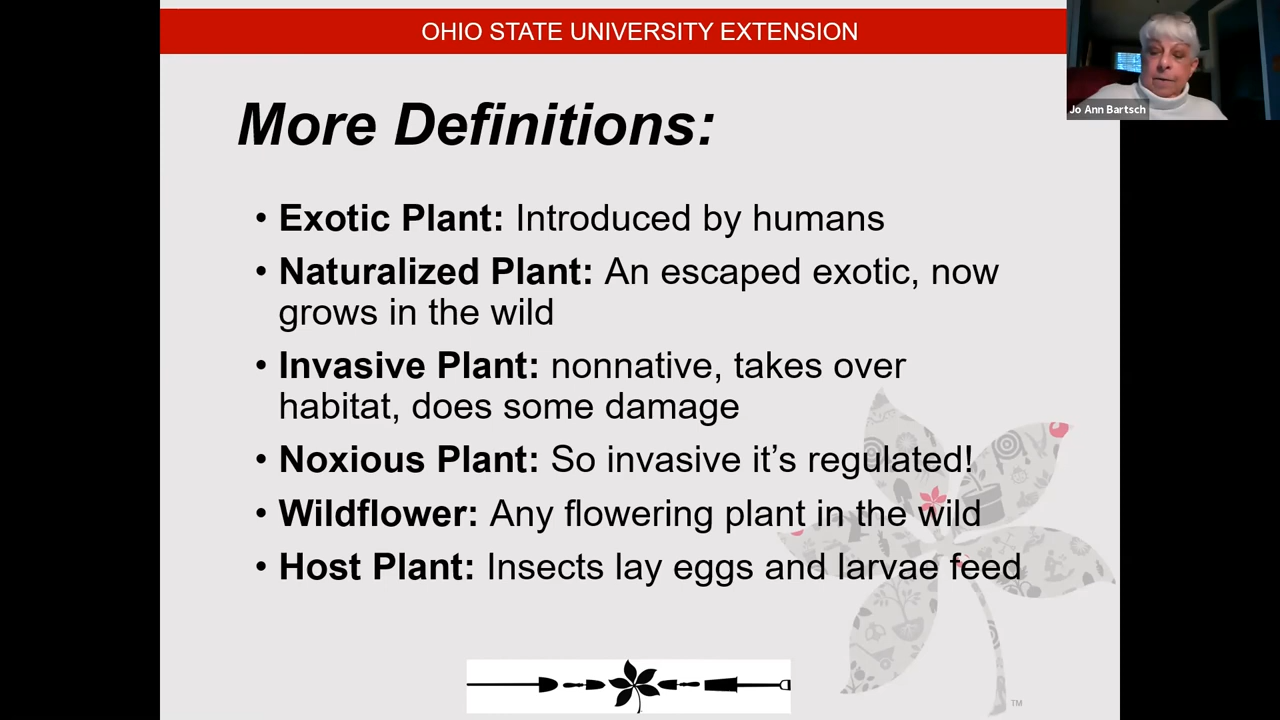 OHIO STATE UNIVERSITY EXTENSION
Jo Ann Bartsch
More Definitions:
• Exotic Plant: Introduced by humans
• Naturalized Plant: An escaped exotic, now
grows in the wild
• Invasive Plant: nonnative, takes over
habitat, does some damage
• Noxious Plant: So invasive it’s regulated!
• Wildflower: Any flowering plant in the wild
• Host Plant: Insects lay eggs and larvae feed
TM